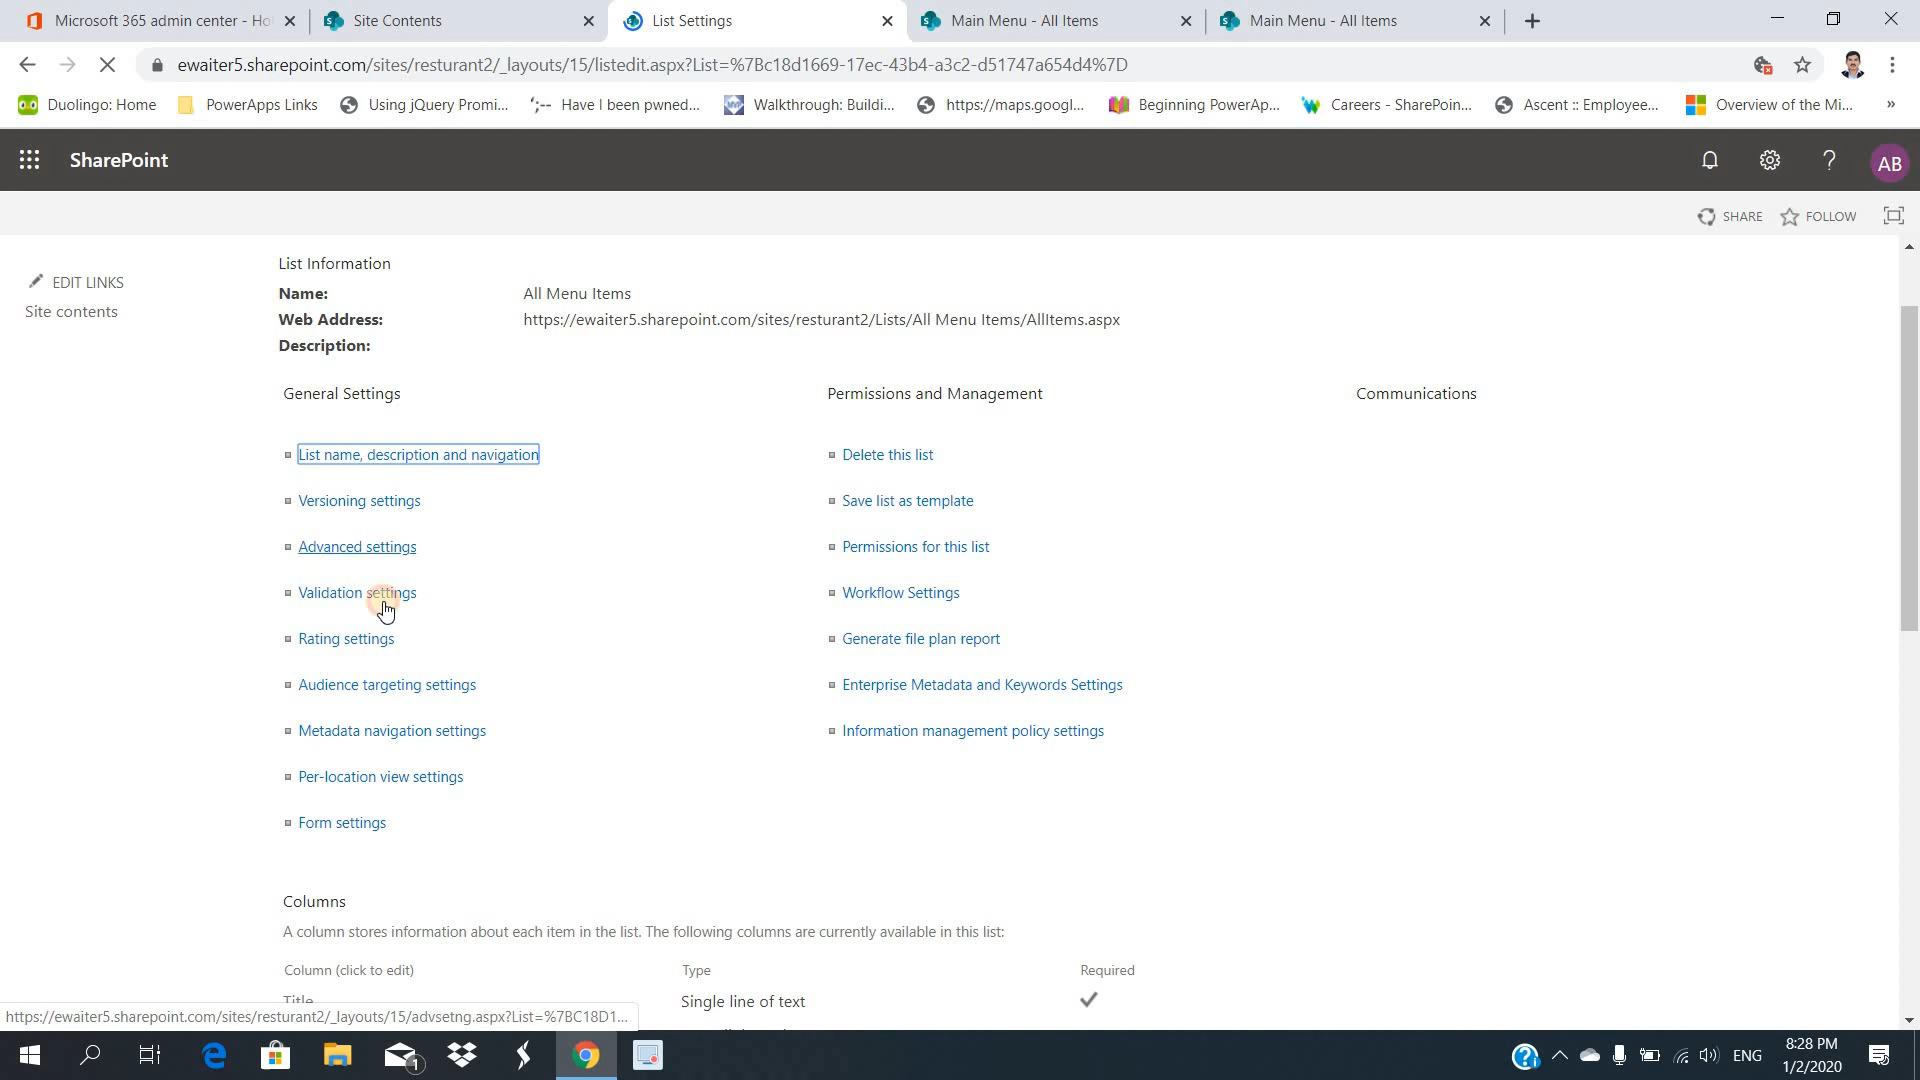 Microsoft 365 admin center - Ho
Site Contents
List Settings
Main Menu - All Items
Main Menu - All Items
ewaiter5.sharepoint.com/sites/resturant2/_layouts/15/listedit.aspx?List=%7Bc18d1669-17ec-43b4-a3c2-d51747a654d4%7D
Duolingo: Home
PowerApps Links
Using jQuery Promi...
Have I been pwned...
Walkthrough: Buildi...
https://maps.googl...
Beginning PowerAp...
Careers - SharePoin...
Ascent :: Employee...
Overview of the Mi...
»
SharePoint
?
AB
SHARE
FOLLOW
EDIT LINKS
Site contents
List Information
Name: All Menu Items
Web Address: https://ewaiter5.sharepoint.com/sites/resturant2/Lists/All Menu Items/AllItems.aspx
Description:
General Settings
Permissions and Management
Communications
List name, description and navigation
Versioning settings
Advanced settings
Validation settings
Rating settings
Audience targeting settings
Metadata navigation settings
Per-location view settings
Form settings
Delete this list
Save list as template
Permissions for this list
Workflow Settings
Generate file plan report
Enterprise Metadata and Keywords Settings
Information management policy settings
Columns
A column stores information about each item in the list. The following columns are currently available in this list:
Column (click to edit)
Type
Required
Title
Single line of text
https://ewaiter5.sharepoint.com/sites/resturant2/_layouts/15/advsetng.aspx?List=%7BC18D1...
1
ENG
8:28 PM
1/2/2020